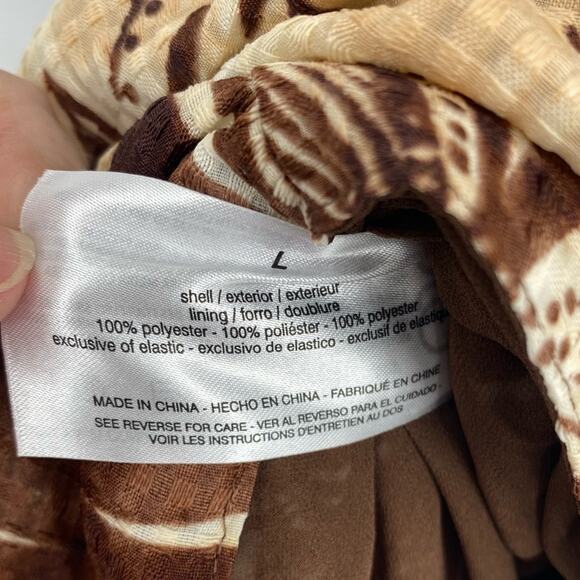 L
shell / exterior / exterieur
lining / forro / doublure
100% polyester - 100% poliéster - 100% polyester
exclusive of elastic - exclusivo de elastico - exclusif de elastique
MADE IN CHINA - HECHO EN CHINA - FABRIQUÉ EN CHINE
SEE REVERSE FOR CARE - VER AL REVERSO PARA EL CUIDADO -
VOIR LES INSTRUCTIONS D'ENTRETIEN AU DOS